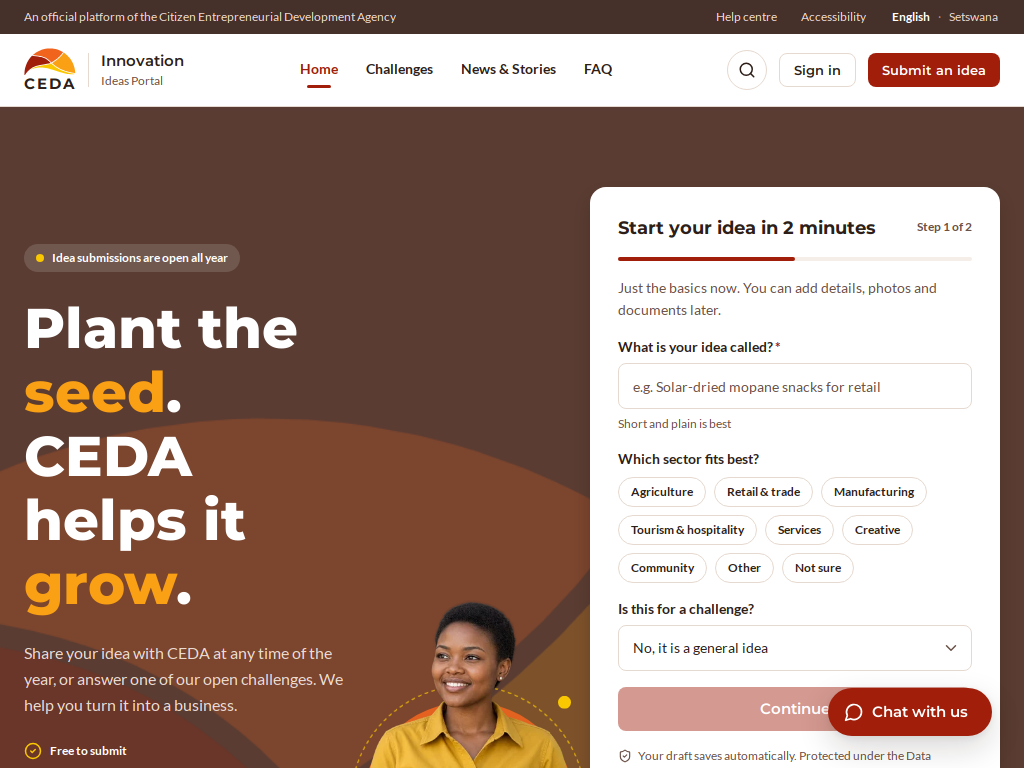 An official platform of the Citizen Entrepreneurial Development Agency
Help centre
Accessibility
English · Setswana
CEDA
Innovation
Ideas Portal
Home
Challenges
News & Stories
FAQ
Sign in
Submit an idea
Idea submissions are open all year
Plant the
seed.
CEDA
helps it
grow.
Share your idea with CEDA at any time of the
year, or answer one of our open challenges. We
help you turn it into a business.
Free to submit
Start your idea in 2 minutes
Step 1 of 2
Just the basics now. You can add details, photos and
documents later.
What is your idea called? *
e.g. Solar-dried mopane snacks for retail
Short and plain is best
Which sector fits best?
Agriculture
Retail & trade
Manufacturing
Tourism & hospitality
Services
Creative
Community
Other
Not sure
Is this for a challenge?
No, it is a general idea
Continue
Chat with us
Your draft saves automatically. Protected under the Data